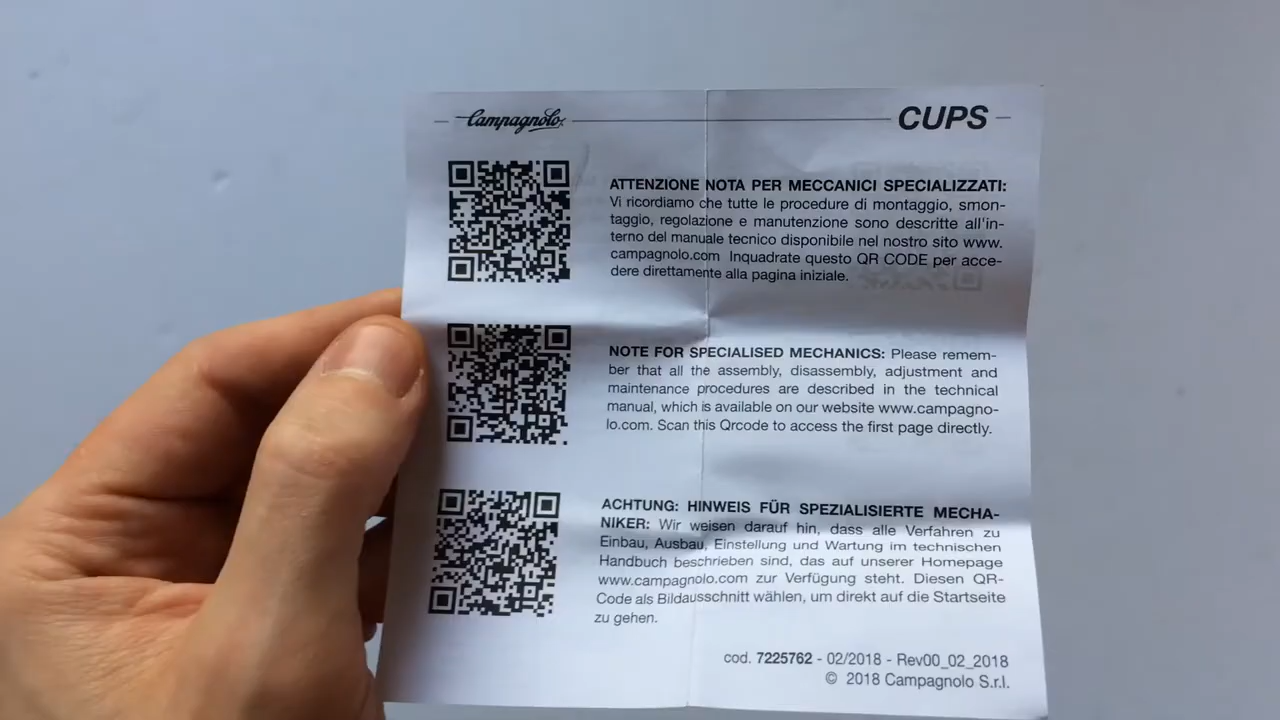 Campagnolo
CUPS
ATTENZIONE NOTA PER MECCANICI SPECIALIZZATI:
Vi ricordiamo che tutte le procedure di montaggio, smon-
taggio, regolazione e manutenzione sono descritte all'in-
terno del manuale tecnico disponibile nel nostro sito www.
campagnolo.com Inquadrate questo QR CODE per acce-
dere direttamente alla pagina iniziale.
NOTE FOR SPECIALISED MECHANICS: Please remem-
ber that all the assembly, disassembly, adjustment and
maintenance procedures are described in the technical
manual, which is available on our website www.campagno-
lo.com. Scan this Qrcode to access the first page directly.
ACHTUNG: HINWEIS FÜR SPEZIALISIERTE MECHA-
NIKER: Wir weisen darauf hin, dass alle Verfahren zu
Einbau, Ausbau, Einstellung und Wartung im technischen
Handbuch beschrieben sind, das auf unserer Homepage
www.campagnolo.com zur Verfügung steht. Diesen QR-
Code als Bildausschnitt wählen, um direkt auf die Startseite
zu gehen.
cod. 7225762 - 02/2018 - Rev00_02_2018
© 2018 Campagnolo S.r.l.